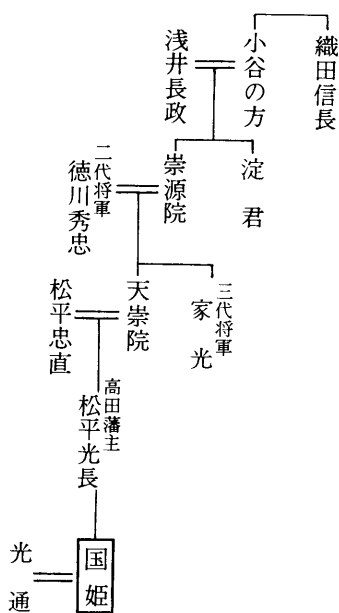 織田信長
小谷の方
浅井長政
淀君
崇源院
二代将軍
徳川秀忠
三代将軍
家光
天崇院
松平忠直
高田藩主
松平光長
国姫
光通